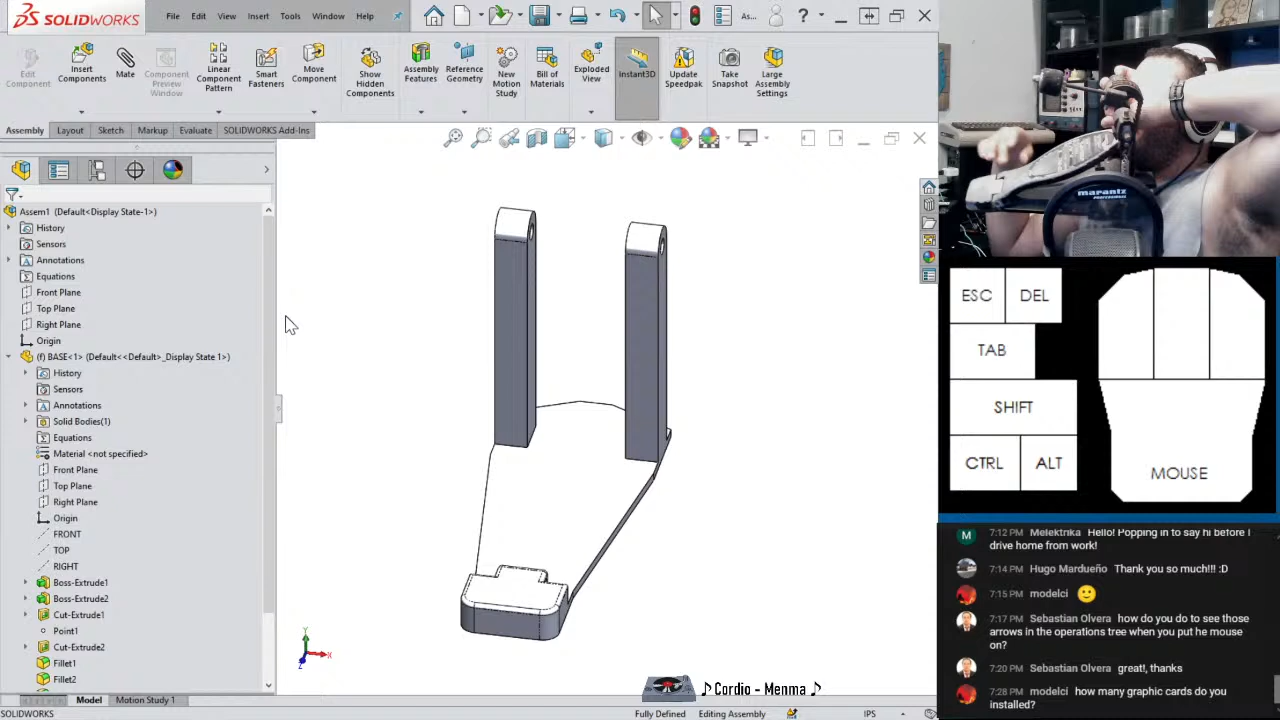 SOLIDWORKS
File Edit View Insert Tools Window Help
As...
Edit Component
Insert Components
Mate
Component Preview Window
Linear Component Pattern
Smart Fasteners
Move Component
Show Hidden Components
Assembly Features
Reference Geometry
New Motion Study
Bill of Materials
Exploded View
Instant3D
Update Speedpak
Take Snapshot
Large Assembly Settings
Assembly Layout Sketch Markup Evaluate SOLIDWORKS Add-Ins
Assem1 (Default<Display State-1>)
History
Sensors
Annotations
Equations
Front Plane
Top Plane
Right Plane
Origin
(f) BASE<1> (Default<<Default>_Display State 1>)
History
Sensors
Annotations
Solid Bodies(1)
Equations
Material <not specified>
Front Plane
Top Plane
Right Plane
Origin
FRONT
TOP
RIGHT
Boss-Extrude1
Boss-Extrude2
Cut-Extrude1
Point1
Cut-Extrude2
Fillet1
Fillet2
Y
X
Z
Model Motion Study 1
♪ Cordio - Menma ♪
SOLIDWORKS
Fully Defined Editing Assembly IPS
marantz
PROFESSIONAL
ESC DEL
TAB
SHIFT
CTRL ALT
MOUSE
M 7:12 PM Melektrika Hello! Popping in to say hi before I
drive home from work!
7:14 PM Hugo Mardueño Thank you so much!!! :D
7:15 PM modelci 🙂
7:17 PM Sebastian Olvera how do you do to see those
arrows in the operations tree when you put he mouse
on?
7:20 PM Sebastian Olvera great!, thanks
7:28 PM modelci how many graphic cards do you
installed?